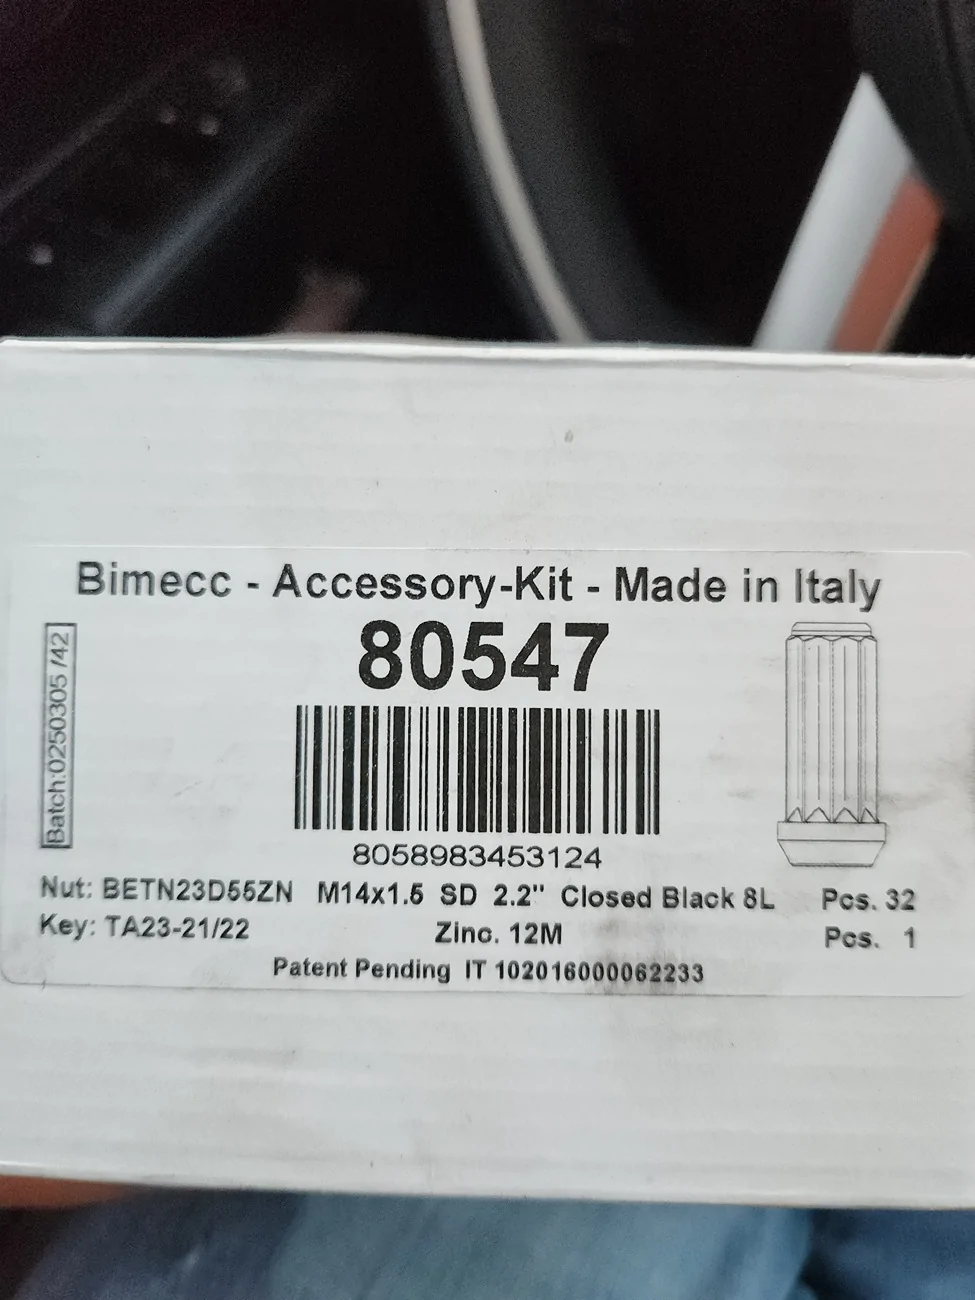 Bimecc - Accessory-Kit - Made in Italy
80547
Batch:0250305 /42
8058983453124
Nut: BETN23D55ZN M14x1.5 SD 2.2" Closed Black 8L Pcs. 32
Key: TA23-21/22 Zinc. 12M Pcs. 1
Patent Pending IT 102016000062233